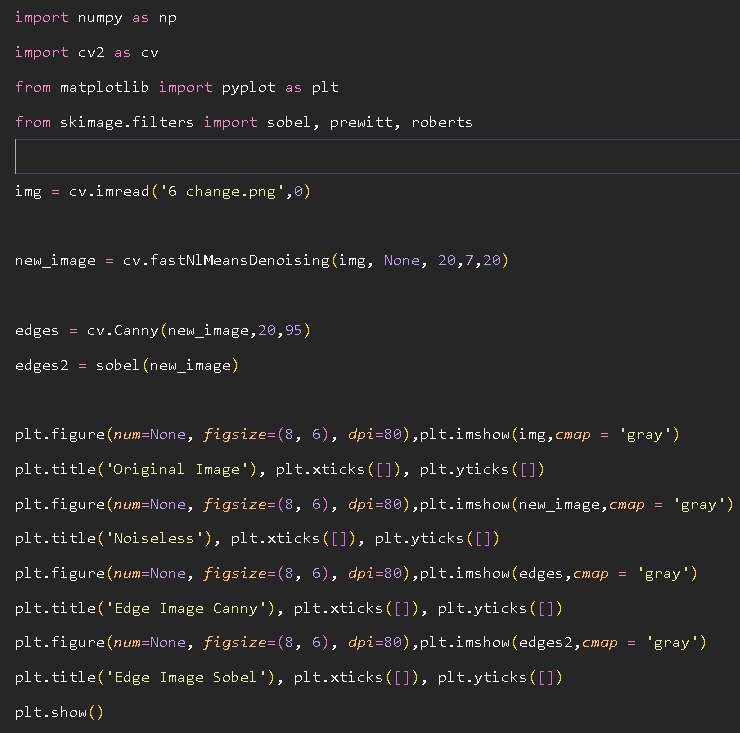 import numpy as np
import cv2 as cv
from matplotlib import pyplot as plt
from skimage.filters import sobel, prewitt, roberts
img = cv.imread('6 change.png',0)
new_image = cv.fastNlMeansDenoising(img, None, 20,7,20)
edges = cv.Canny(new_image,20,95)
edges2 = sobel(new_image)
plt.figure(num=None, figsize=(8, 6), dpi=80),plt.imshow(img,cmap = 'gray')
plt.title('Original Image'), plt.xticks([]), plt.yticks([])
plt.figure(num=None, figsize=(8, 6), dpi=80),plt.imshow(new_image,cmap = 'gray')
plt.title('Noiseless'), plt.xticks([]), plt.yticks([])
plt.figure(num=None, figsize=(8, 6), dpi=80),plt.imshow(edges,cmap = 'gray')
plt.title('Edge Image Canny'), plt.xticks([]), plt.yticks([])
plt.figure(num=None, figsize=(8, 6), dpi=80),plt.imshow(edges2,cmap = 'gray')
plt.title('Edge Image Sobel'), plt.xticks([]), plt.yticks([])
plt.show()